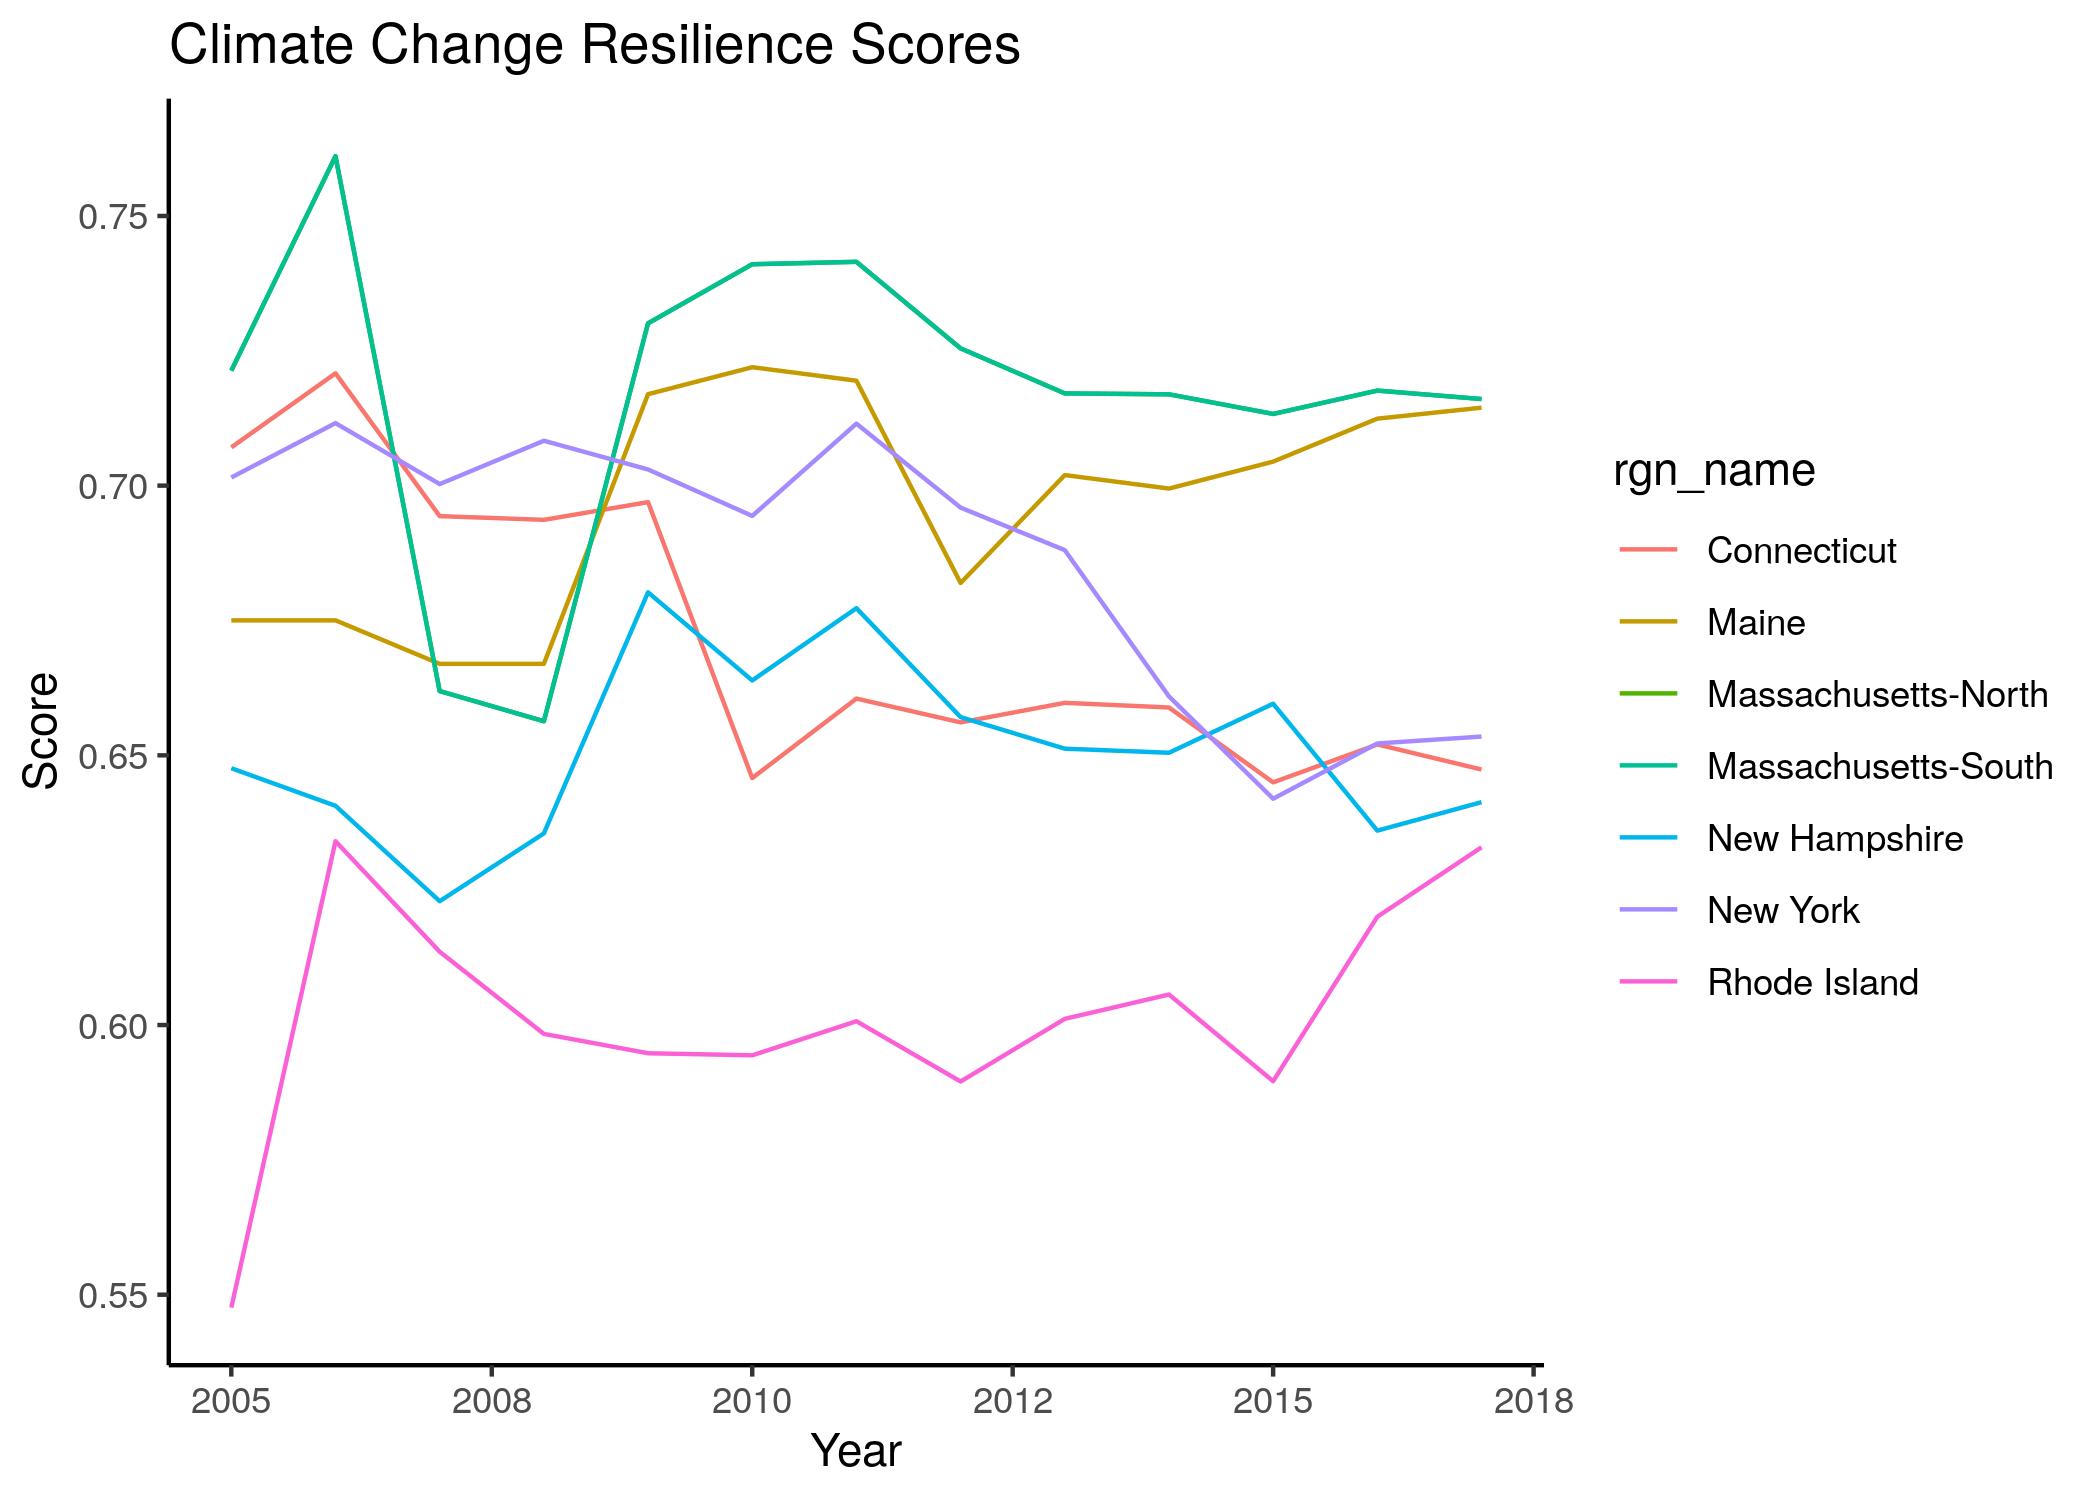 Climate Change Resilience Scores
0.75
0.70
0.65
0.60
0.55
Score
2005 2008 2010 2012 2015 2018
Year
rgn_name
Connecticut
Maine
Massachusetts-North
Massachusetts-South
New Hampshire
New York
Rhode Island